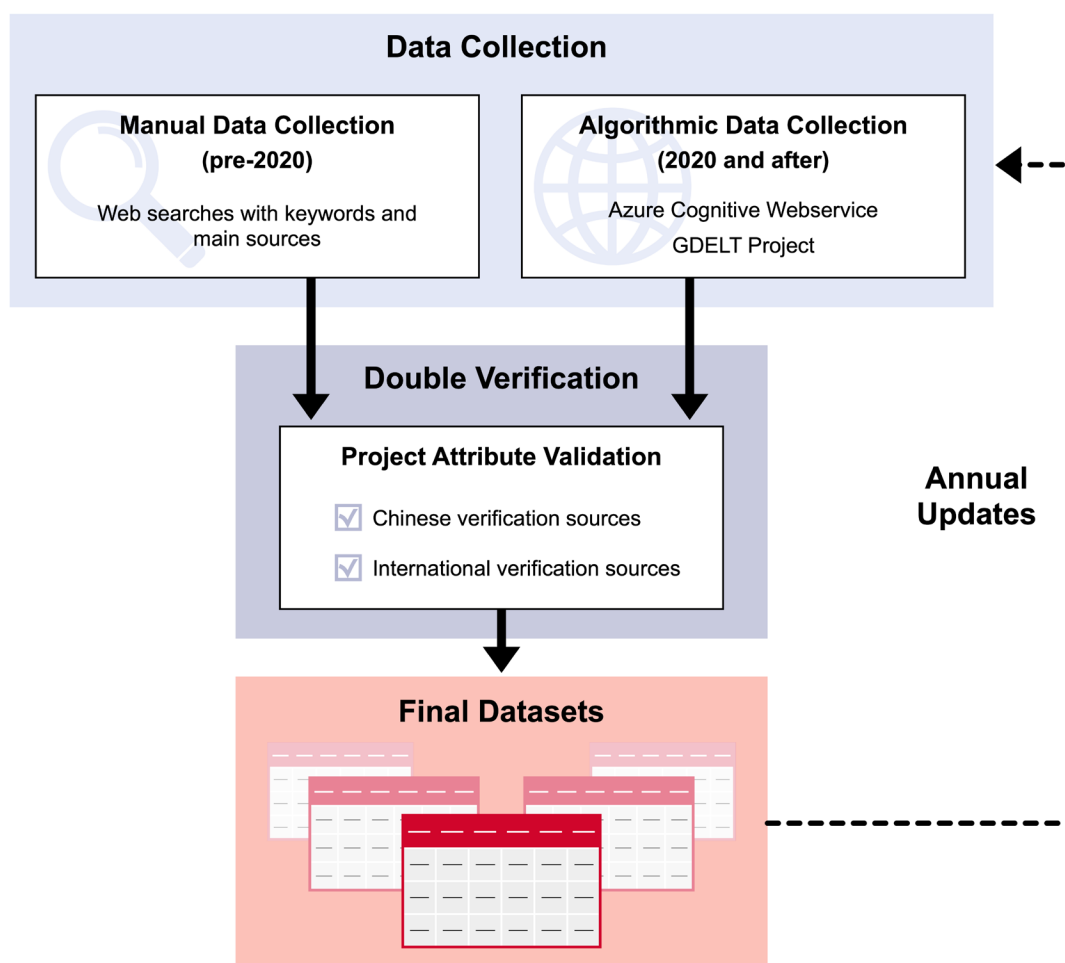 Data Collection
Manual Data Collection
(pre-2020)
Web searches with keywords and
main sources
Algorithmic Data Collection
(2020 and after)
Azure Cognitive Webservice
GDELT Project
Double Verification
Project Attribute Validation
Chinese verification sources
International verification sources
Annual
Updates
Final Datasets